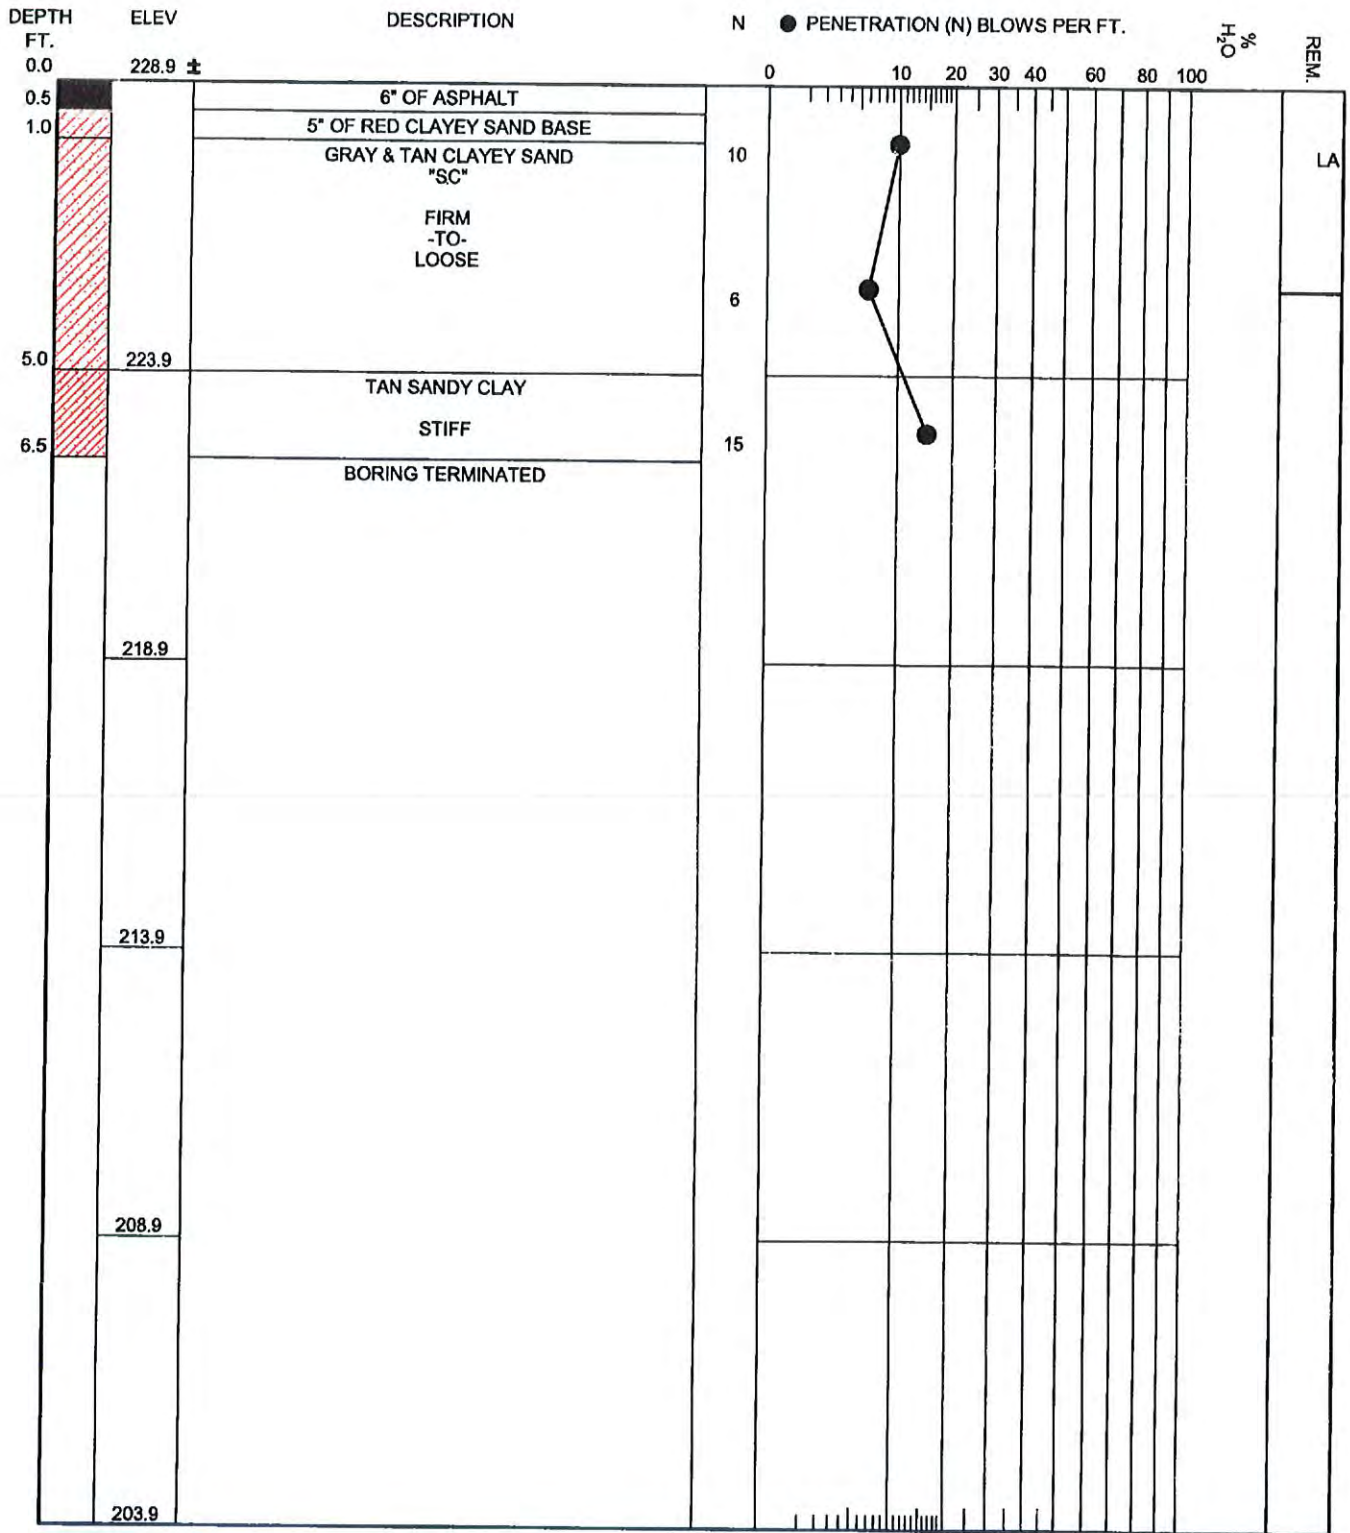 DEPTH FT. ELEV DESCRIPTION N ● PENETRATION (N) BLOWS PER FT. % H₂O REM.
0.0 228.9 ± 0 10 20 30 40 60 80 100
0.5 6" OF ASPHALT
1.0 5" OF RED CLAYEY SAND BASE
GRAY & TAN CLAYEY SAND 10 LA
"SC"
FIRM
-TO-
LOOSE
6
5.0 223.9
TAN SANDY CLAY
STIFF
6.5 15
BORING TERMINATED
218.9
213.9
208.9
203.9